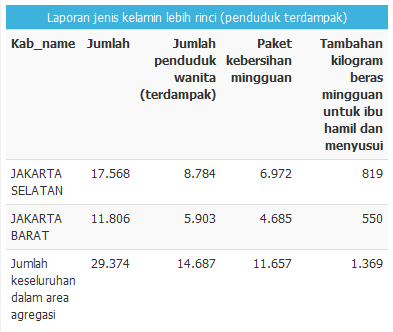 Laporan jenis kelamin lebih rinci (penduduk terdampak)
Kab_name Jumlah Jumlah Paket Tambahan
penduduk kebersihan kilogram
wanita mingguan beras
(terdampak) mingguan
untuk ibu
hamil dan
menyusui
JAKARTA 17.568 8.784 6.972 819
SELATAN
JAKARTA 11.806 5.903 4.685 550
BARAT
Jumlah 29.374 14.687 11.657 1.369
keseluruhan
dalam area
agregasi